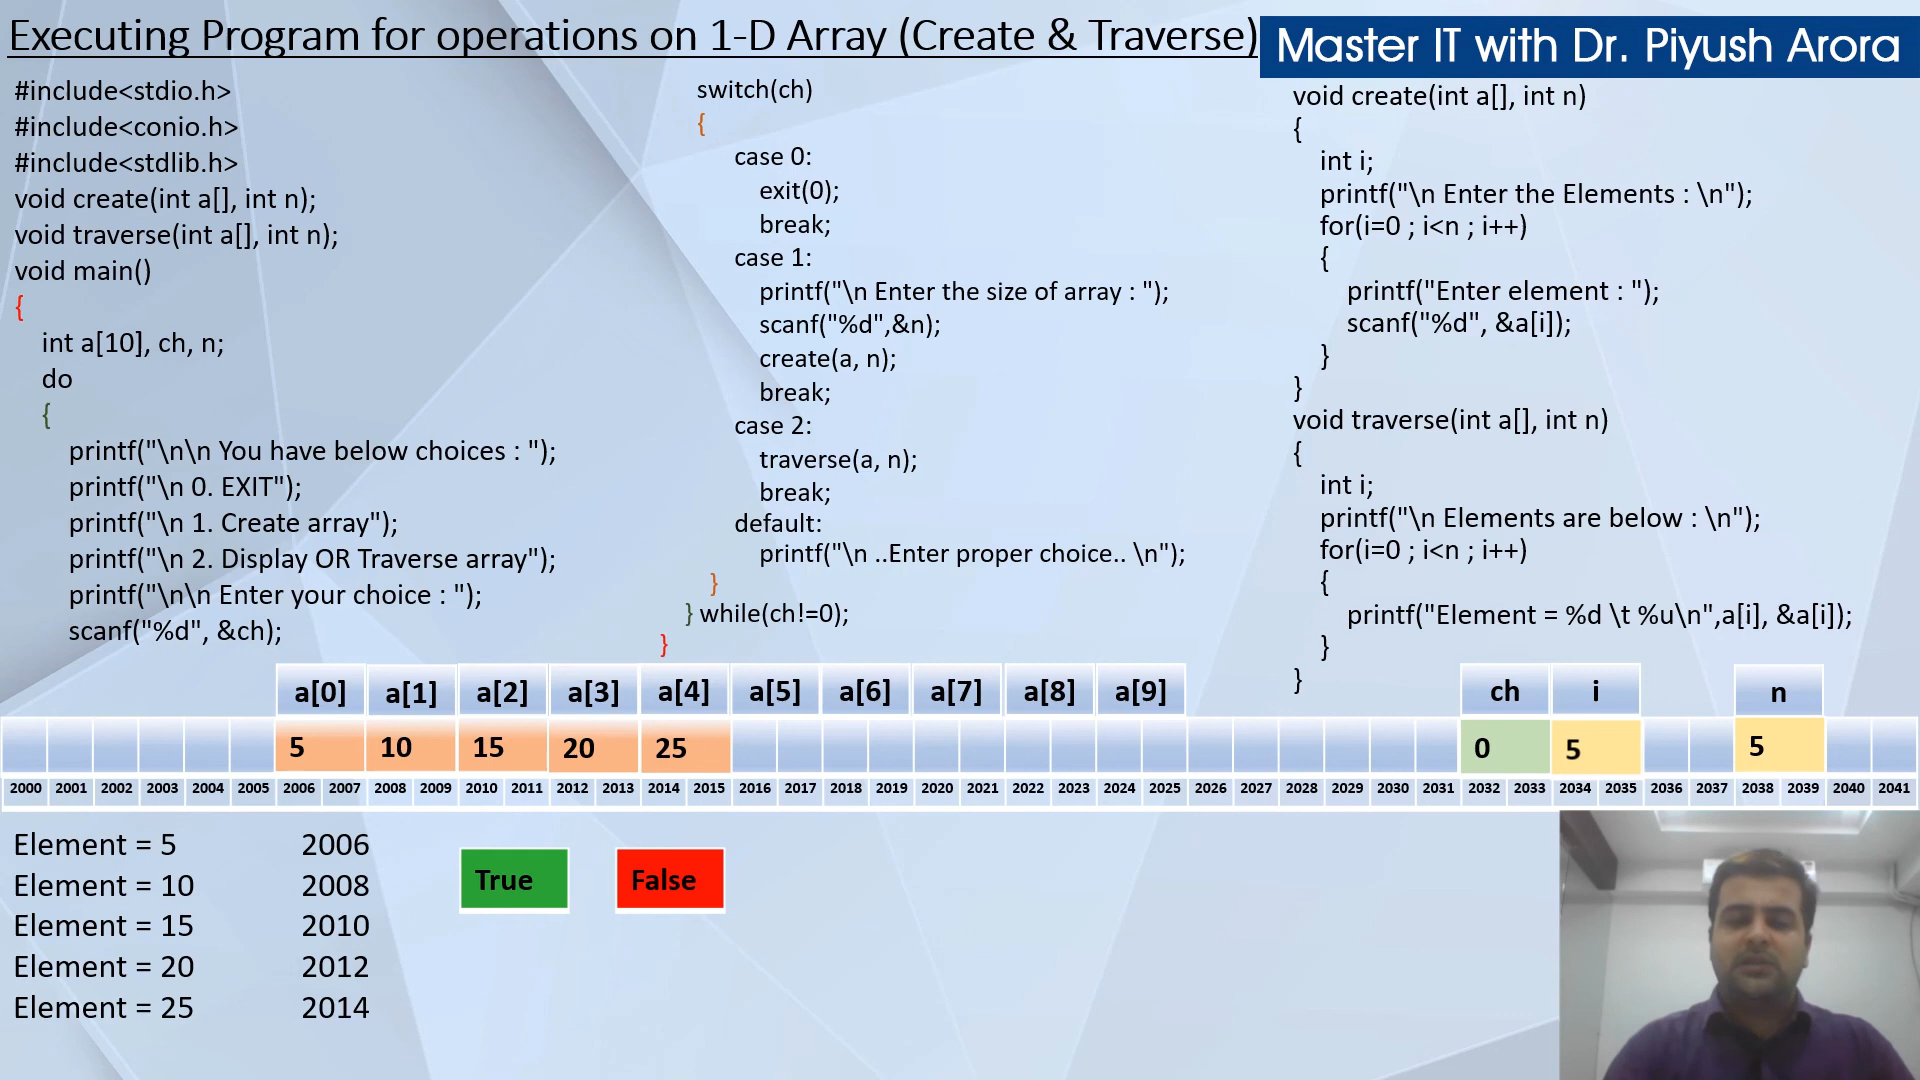 Executing Program for operations on 1-D Array (Create & Traverse)
Master IT with Dr. Piyush Arora
#include<stdio.h>
#include<conio.h>
#include<stdlib.h>
void create(int a[], int n);
void traverse(int a[], int n);
void main()
{
int a[10], ch, n;
do
{
printf("\n\n You have below choices : ");
printf("\n 0. EXIT");
printf("\n 1. Create array");
printf("\n 2. Display OR Traverse array");
printf("\n\n Enter your choice : ");
scanf("%d", &ch);
switch(ch)
{
case 0:
exit(0);
break;
case 1:
printf("\n Enter the size of array : ");
scanf("%d",&n);
create(a, n);
break;
case 2:
traverse(a, n);
break;
default:
printf("\n ..Enter proper choice.. \n");
}
} while(ch!=0);
}
void create(int a[], int n)
{
int i;
printf("\n Enter the Elements : \n");
for(i=0 ; i<n ; i++)
{
printf("Enter element : ");
scanf("%d", &a[i]);
}
}
void traverse(int a[], int n)
{
int i;
printf("\n Elements are below : \n");
for(i=0 ; i<n ; i++)
{
printf("Element = %d \t %u\n",a[i], &a[i]);
}
}
a[0] a[1] a[2] a[3] a[4] a[5] a[6] a[7] a[8] a[9] ch i n
5 10 15 20 25 0 5 5
2000 2001 2002 2003 2004 2005 2006 2007 2008 2009 2010 2011 2012 2013 2014 2015 2016 2017 2018 2019 2020 2021 2022 2023 2024 2025 2026 2027 2028 2029 2030 2031 2032 2033 2034 2035 2036 2037 2038 2039 2040 2041
Element = 5 2006
Element = 10 2008
Element = 15 2010
Element = 20 2012
Element = 25 2014
True False